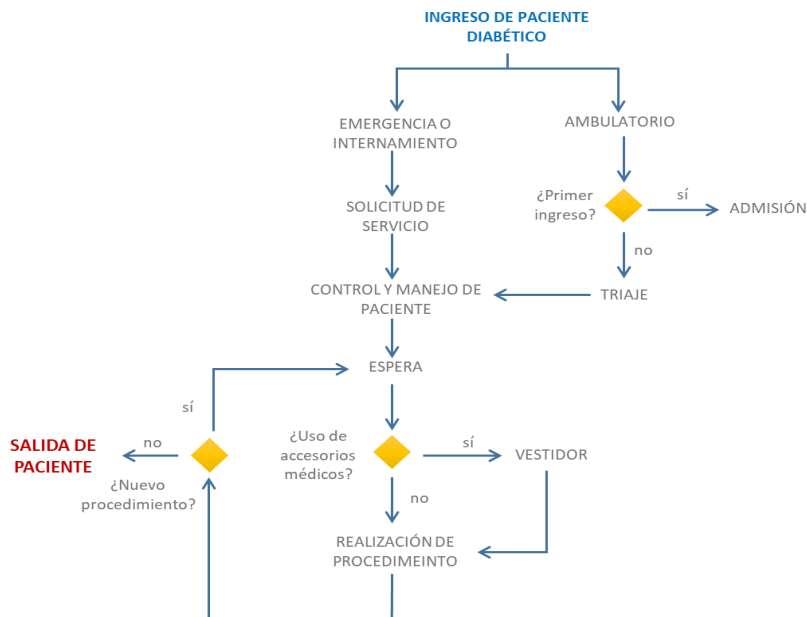 INGRESO DE PACIENTE
DIABÉTICO
EMERGENCIA O
INTERNAMIENTO
AMBULATORIO
¿Primer
ingreso?
sí
ADMISIÓN
no
SOLICITUD DE
SERVICIO
CONTROL Y MANEJO DE
PACIENTE
TRIAJE
ESPERA
sí
SALIDA DE
PACIENTE
no
¿Nuevo
procedimiento?
¿Uso de
accesorios
médicos?
sí
VESTIDOR
no
REALIZACIÓN DE
PROCEDIMEINTO